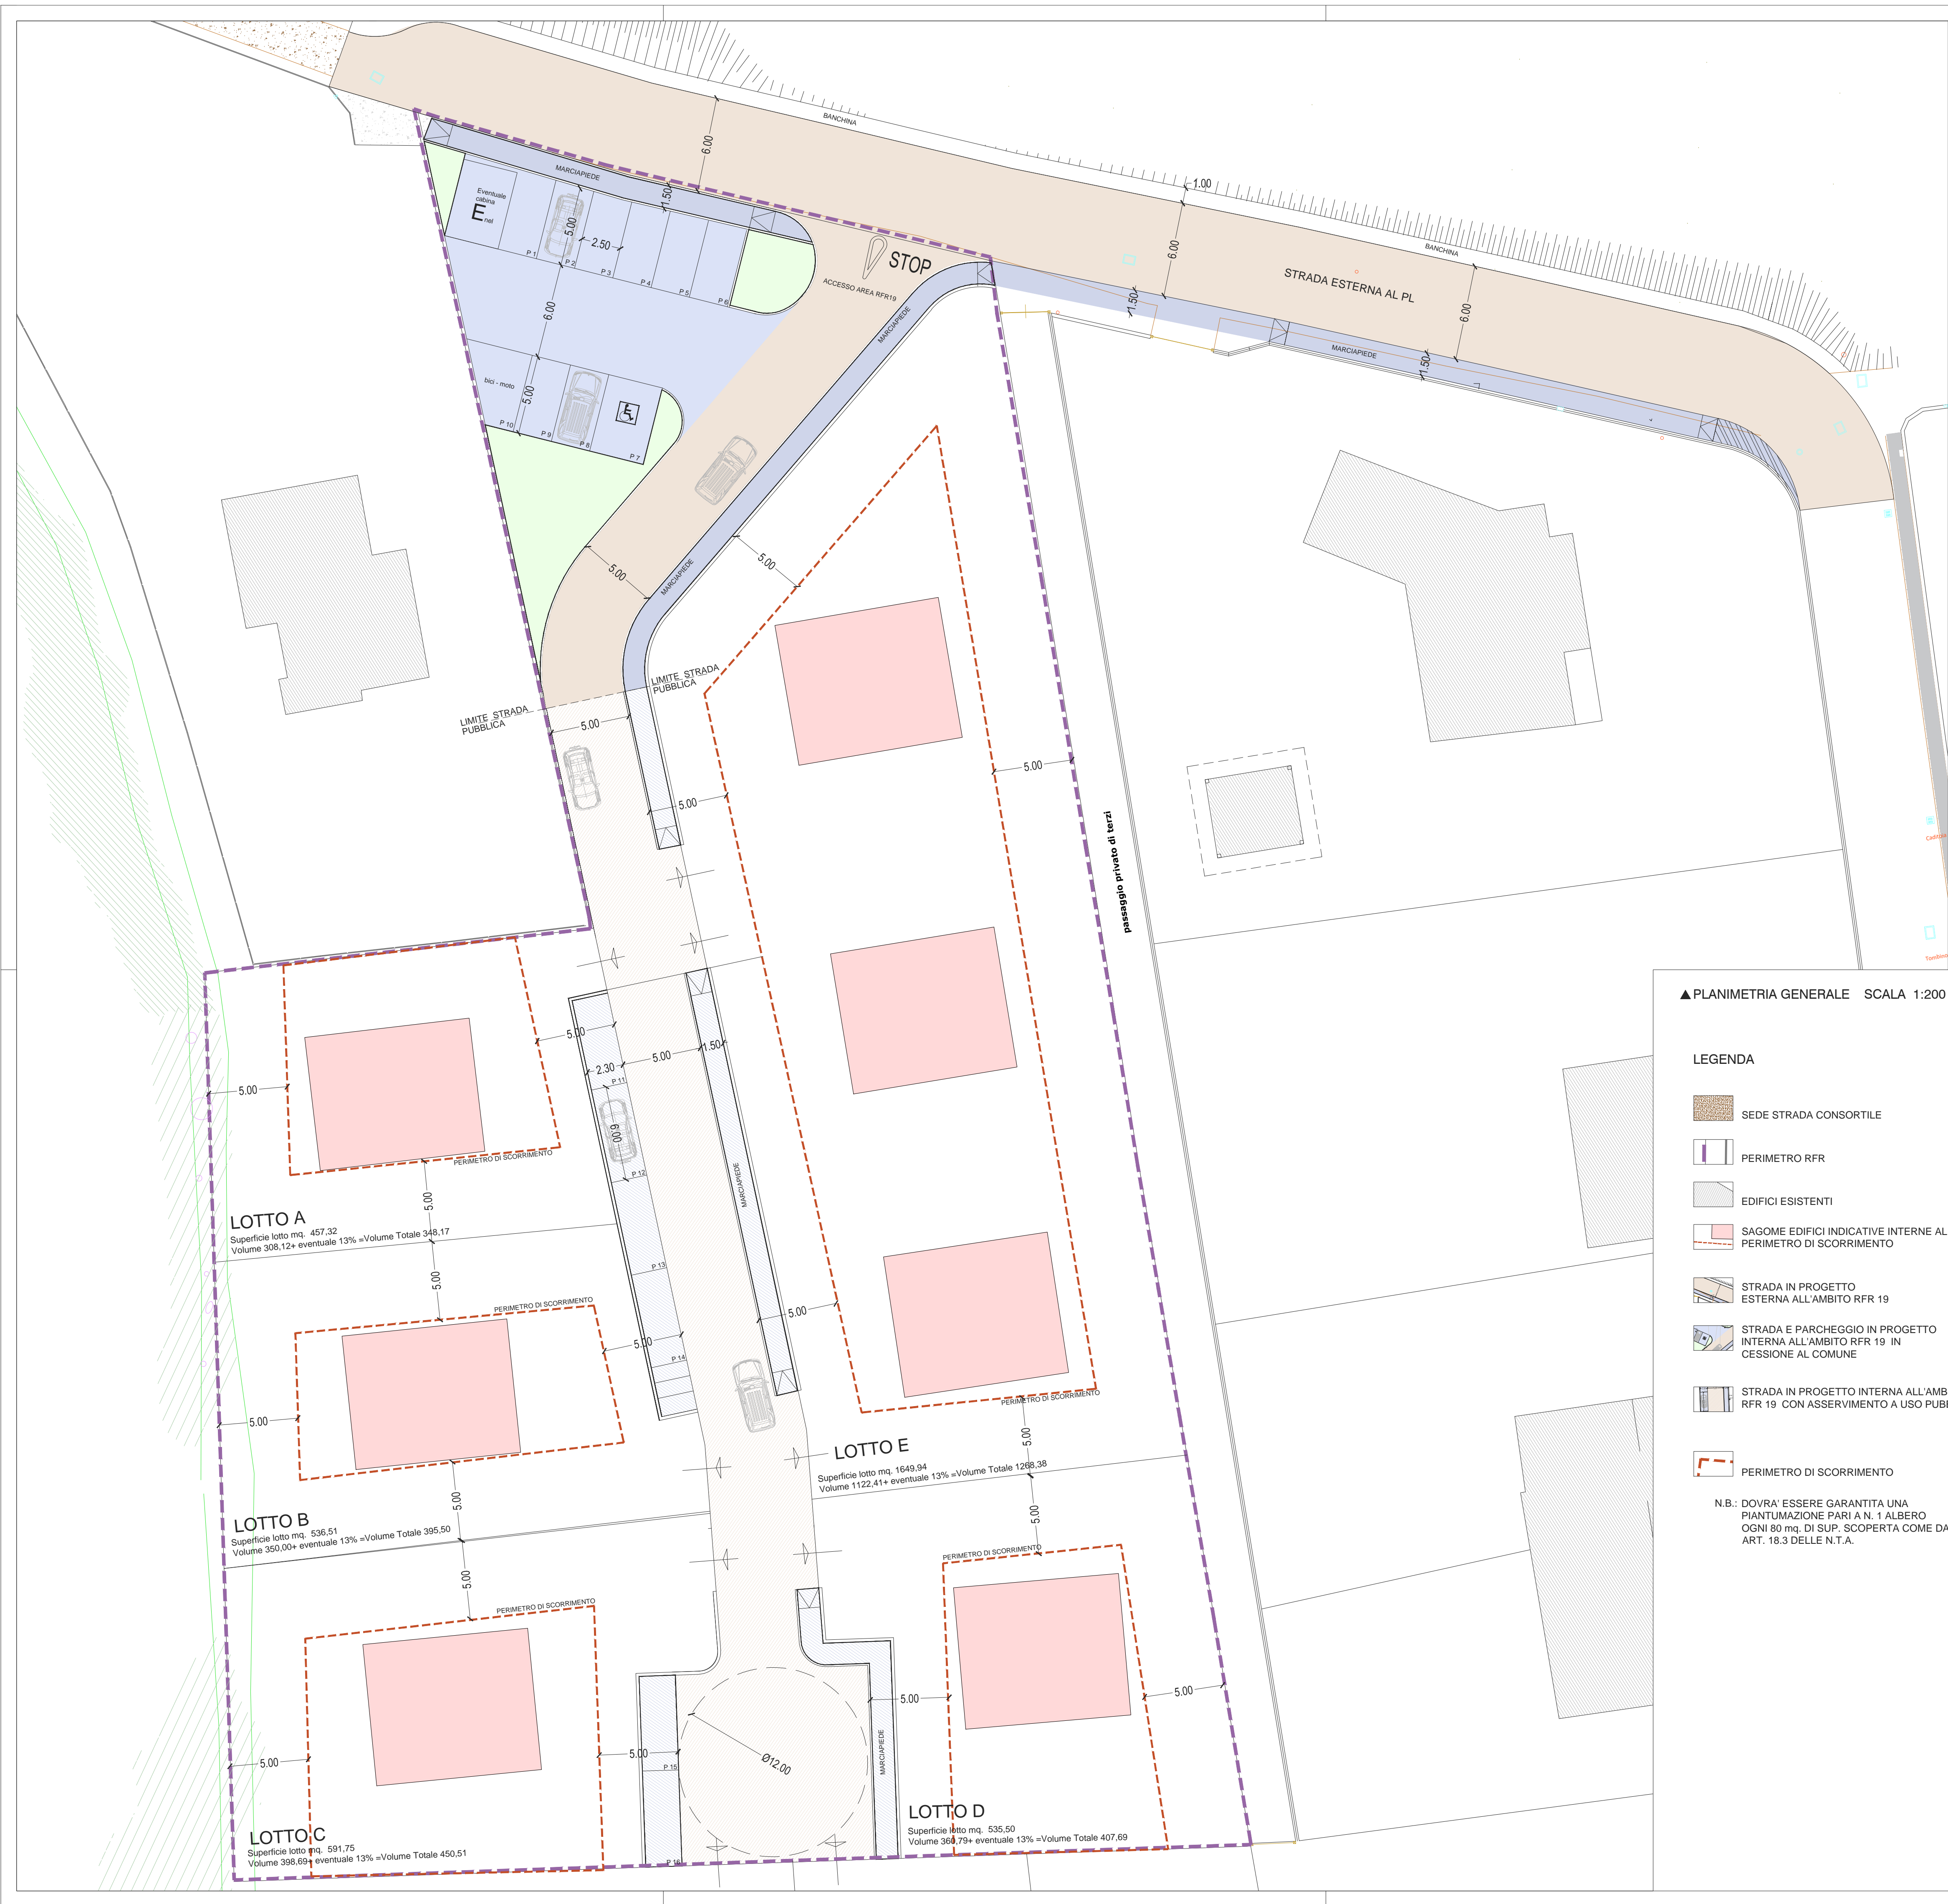 BANCHINA
6.00
MARCIAPIEDE
1.50
Eventuale
cabina
E nel
5.00
2.50
P 1
P 2
P 3
P 4
P 5
P 6
STOP
ACCESSO AREA RFR19
1.00
6.00
BANCHINA
STRADA ESTERNA AL PL
6.00
1.50
MARCIAPIEDE
1.50
6.00
MARCIAPIEDE
bici - moto
5.00
P 10
P 9
P 8
P 7
5.00
MARCIAPIEDE
5.00
LIMITE STRADA
PUBBLICA
LIMITE STRADA
PUBBLICA
5.00
5.00
5.00
passaggio privato di terzi
5.00
5.00
2.30
5.00
1.50
P 11
6.00
P 12
MARCIAPIEDE
PERIMETRO DI SCORRIMENTO
5.00
LOTTO A
Superficie lotto mq. 457,32
Volume 308,12+ eventuale 13% =Volume Totale 348,17
5.00
P 13
PERIMETRO DI SCORRIMENTO
5.00
5.00
P 14
5.00
PERIMETRO DI SCORRIMENTO
5.00
LOTTO E
Superficie lotto mq. 1649,94
Volume 1122,41+ eventuale 13% =Volume Totale 1268,38
5.00
5.00
LOTTO B
Superficie lotto mq. 536,51
Volume 350,00+ eventuale 13% =Volume Totale 395,50
5.00
PERIMETRO DI SCORRIMENTO
PERIMETRO DI SCORRIMENTO
5.00
5.00
5.00
5.00
P 15
Ø12.00
MARCIAPIEDE
LOTTO D
Superficie lotto mq. 535,50
Volume 360,79+ eventuale 13% =Volume Totale 407,69
LOTTO C
Superficie lotto mq. 591,75
Volume 398,69+ eventuale 13% =Volume Totale 450,51
P 16
▲PLANIMETRIA GENERALE SCALA 1:200
LEGENDA
SEDE STRADA CONSORTILE
PERIMETRO RFR
EDIFICI ESISTENTI
SAGOME EDIFICI INDICATIVE INTERNE AL
PERIMETRO DI SCORRIMENTO
STRADA IN PROGETTO
ESTERNA ALL'AMBITO RFR 19
STRADA E PARCHEGGIO IN PROGETTO
INTERNA ALL'AMBITO RFR 19 IN
CESSIONE AL COMUNE
STRADA IN PROGETTO INTERNA ALL'AMB
RFR 19 CON ASSERVIMENTO A USO PUB
PERIMETRO DI SCORRIMENTO
N.B.: DOVRA' ESSERE GARANTITA UNA
PIANTUMAZIONE PARI A N. 1 ALBERO
OGNI 80 mq. DI SUP. SCOPERTA COME DA
ART. 18.3 DELLE N.T.A.